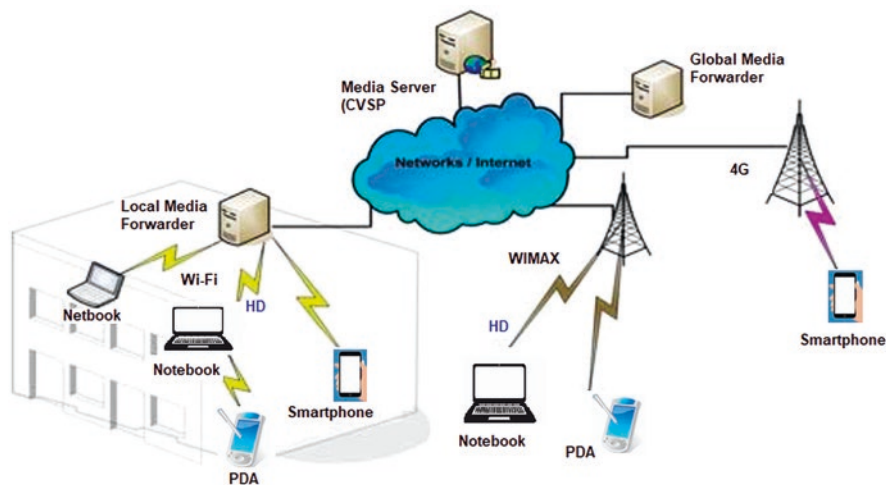 Media Server
(CVSP
Global Media
Forwarder
Networks / Internet
4G
Local Media
Forwarder
WIMAX
Wi-Fi
HD
Netbook
HD
Smartphone
Notebook
Smartphone
Notebook
PDA
PDA